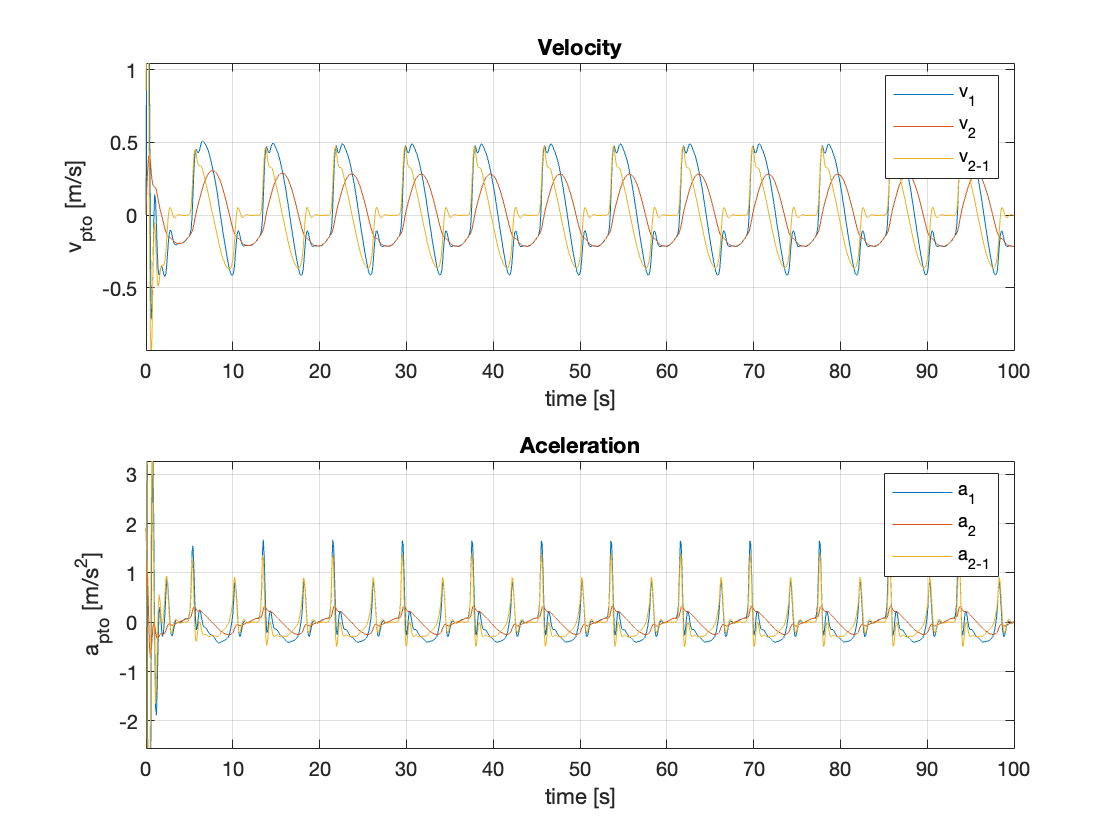 Velocity
v_pto [m/s]
1
0.5
0
-0.5
v_1
v_2
v_2-1
0 10 20 30 40 50 60 70 80 90 100
time [s]
Aceleration
a_pto [m/s^2]
3
2
1
0
-1
-2
a_1
a_2
a_2-1
0 10 20 30 40 50 60 70 80 90 100
time [s]